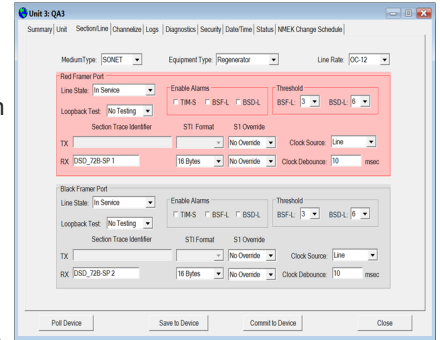 Unit 3: QA3
Summary Unit Section/Line Channelize Logs Diagnostics Security Date/Time Status NMEK Change Schedule
MediumType: SONET Equipment Type: Regenerator Line Rate: OC-12
Red Framer Port
Line State: In Service Enable Alarms Threshold
TIM-S BSF-L BSD-L BSF-L: 3 BSD-L: 6
Loopback Test: No Testing
Section Trace Identifier STI Format S1 Override
TX No Override Clock Source: Line
RX DSD_72B-SP 1 16 Bytes No Override Clock Debounce: 10 msec
Black Framer Port
Line State: In Service Enable Alarms Threshold
TIM-S BSF-L BSD-L BSF-L: 3 BSD-L: 6
Loopback Test: No Testing
Section Trace Identifier STI Format S1 Override
TX No Override Clock Source: Line
RX DSD_72B-SP 2 16 Bytes No Override Clock Debounce: 10 msec
Poll Device Save to Device Commit to Device Close